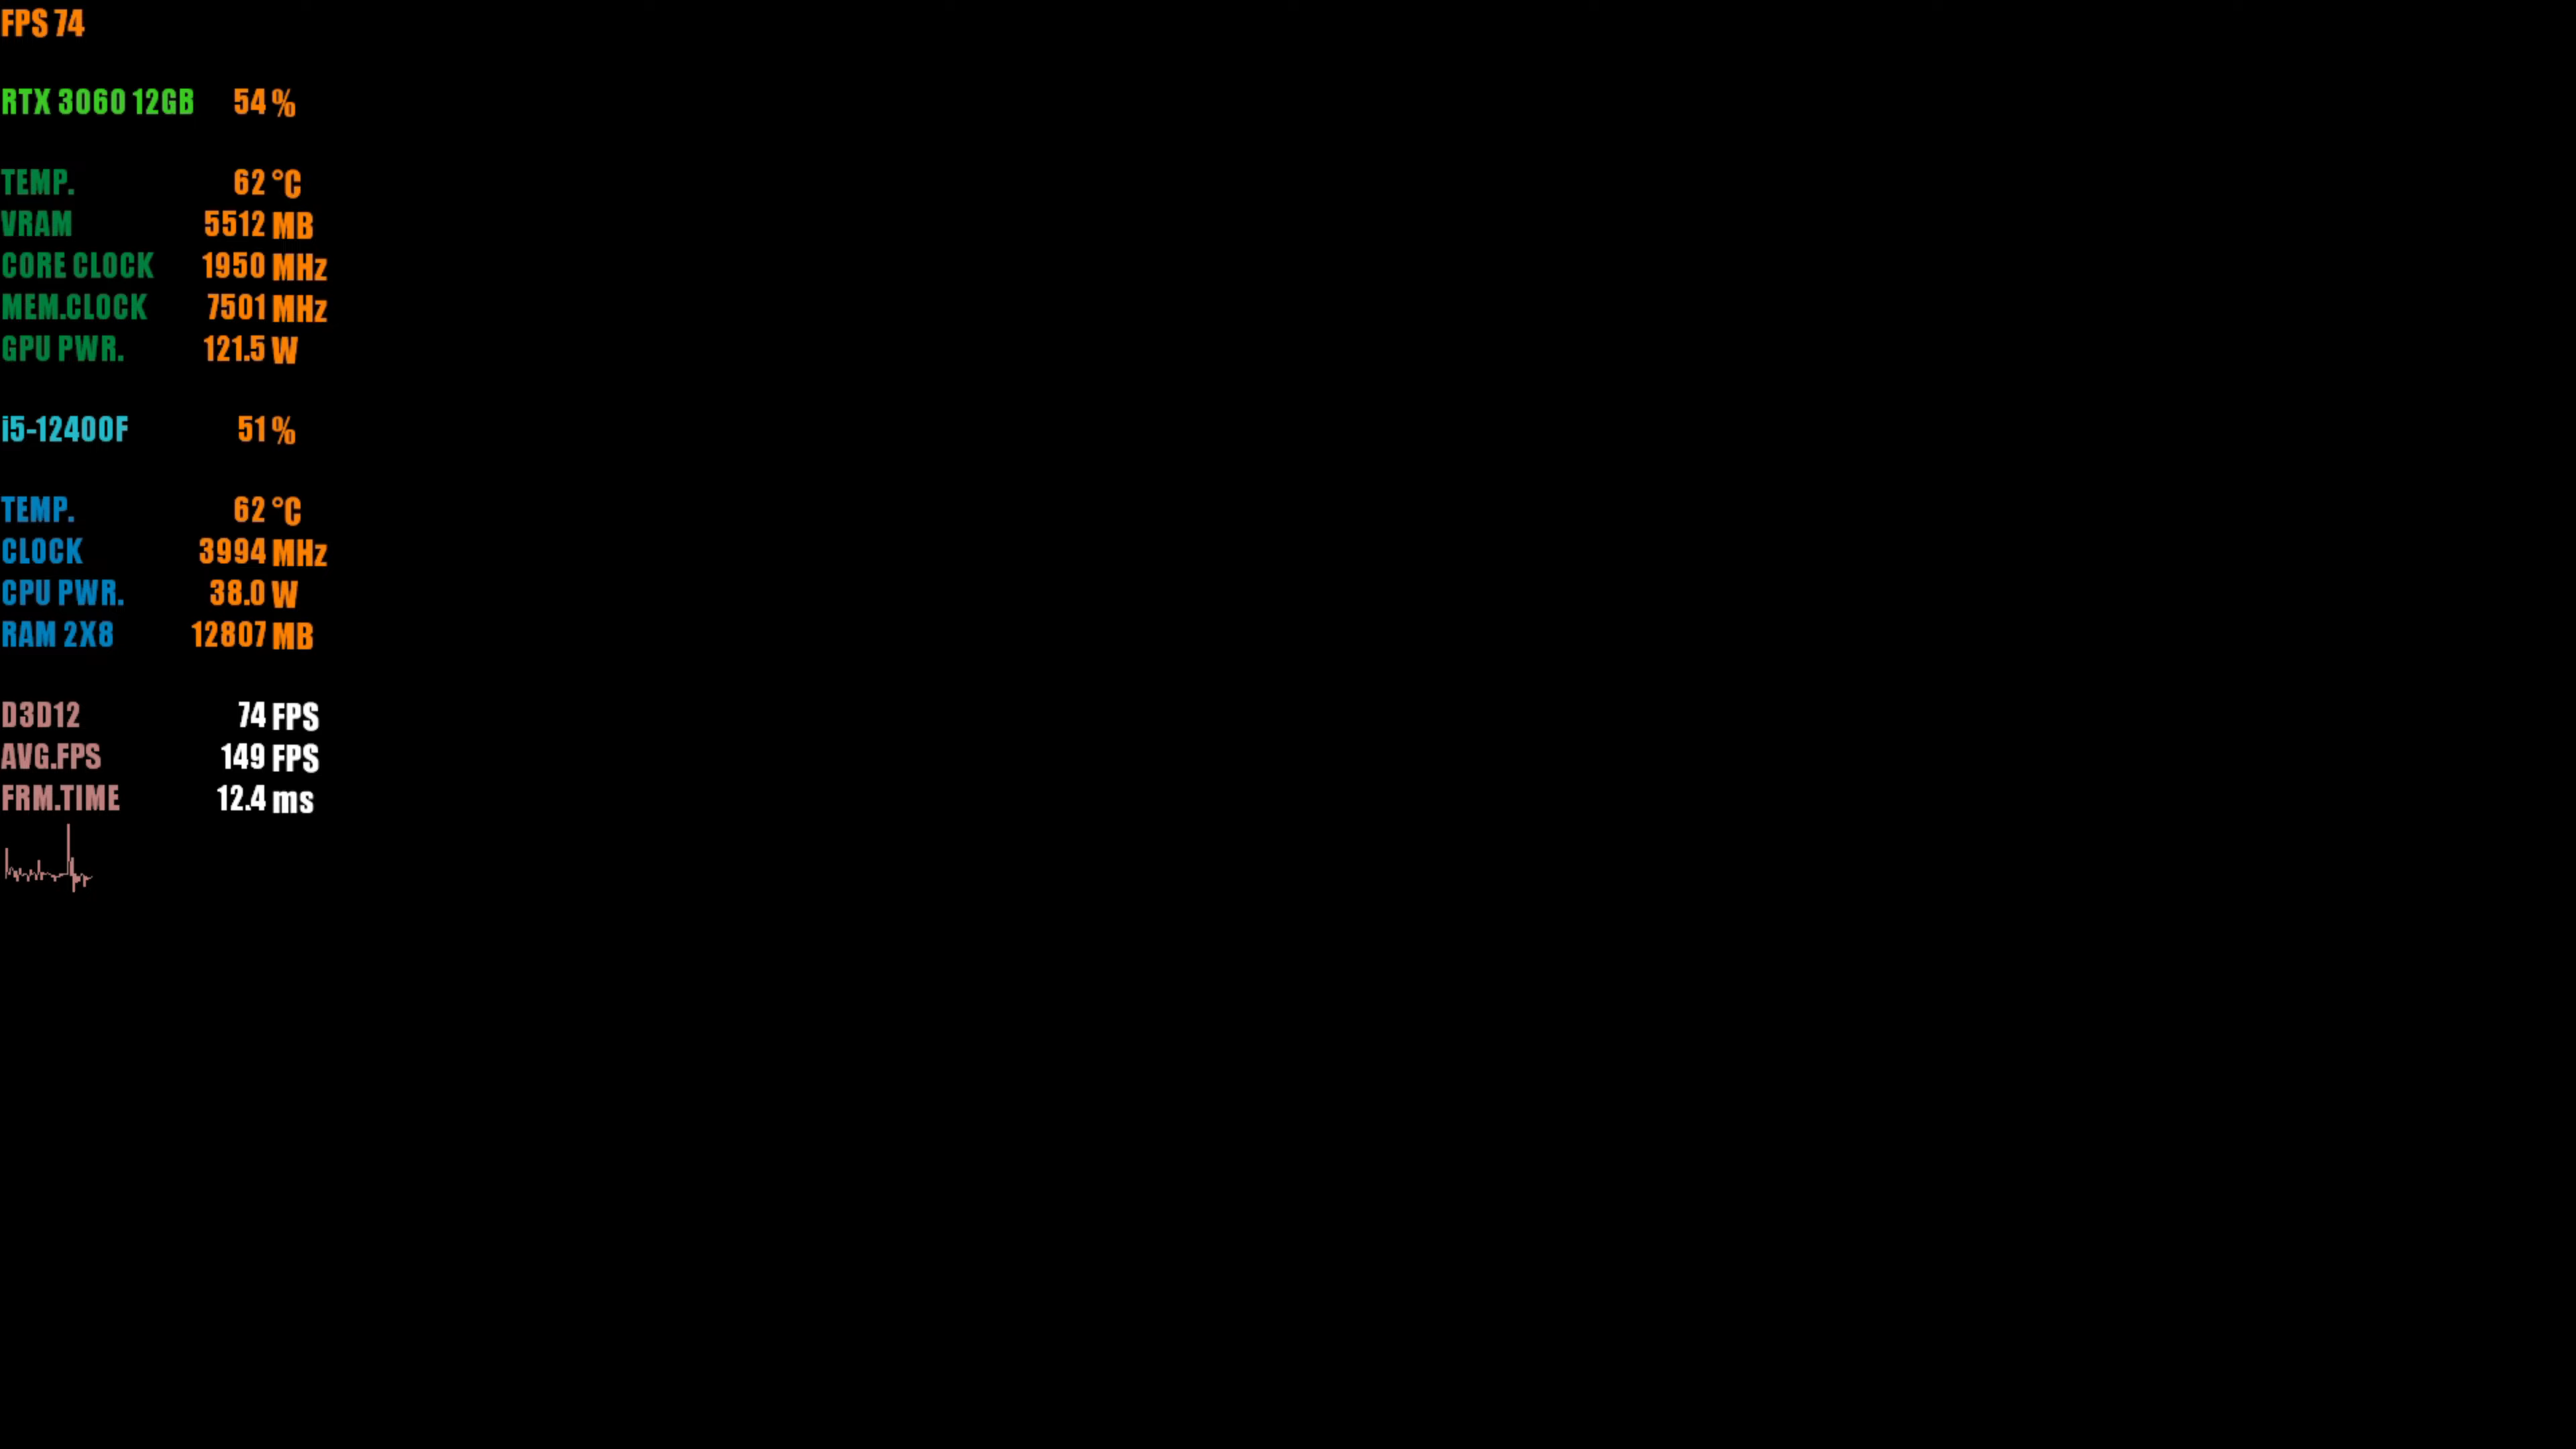 FPS 74
RTX 3060 12GB 54 %
TEMP. 62 °C
VRAM 5512 MB
CORE CLOCK 1950 MHz
MEM.CLOCK 7501 MHz
GPU PWR. 121.5 W
i5-12400F 51 %
TEMP. 62 °C
CLOCK 3994 MHz
CPU PWR. 38.0 W
RAM 2X8 12807 MB
D3D12 74 FPS
AVG.FPS 149 FPS
FRM.TIME 12.4 ms